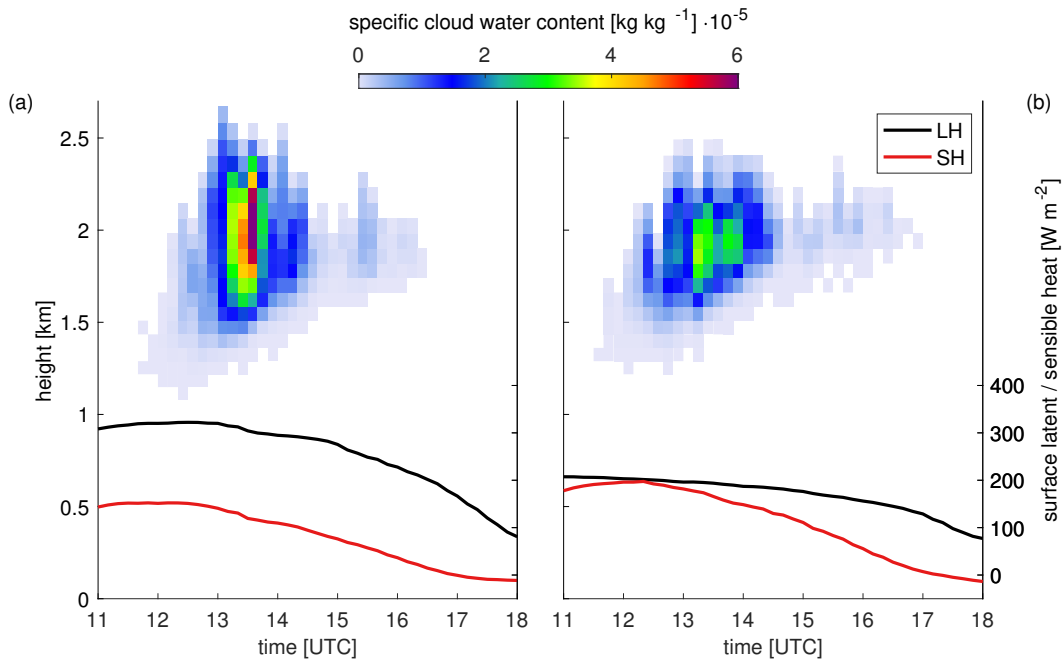 specific cloud water content [kg kg⁻¹] ·10⁻⁵
0 2 4 6
(a) (b)
LH
SH
2.5
2
1.5
1
0.5
0
height [km]
11 12 13 14 15 16 17 18
time [UTC]
400
300
200
100
0
surface latent / sensible heat [W m⁻²]
11 12 13 14 15 16 17 18
time [UTC]